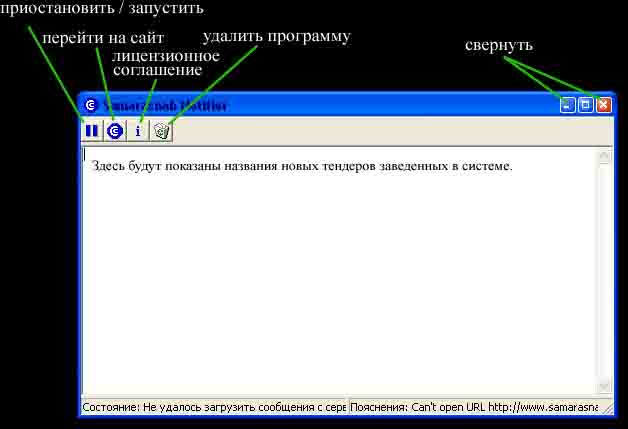 приостановить / запустить
перейти на сайт
удалить программу
свернуть
лицензионное
соглашение
Samarasnab Notifier
Здесь будут показаны названия новых тендеров заведенных в системе.
Состояние: Не удалось загрузить сообщения с серв
Пояснения: Can't open URL http://www.samarasna